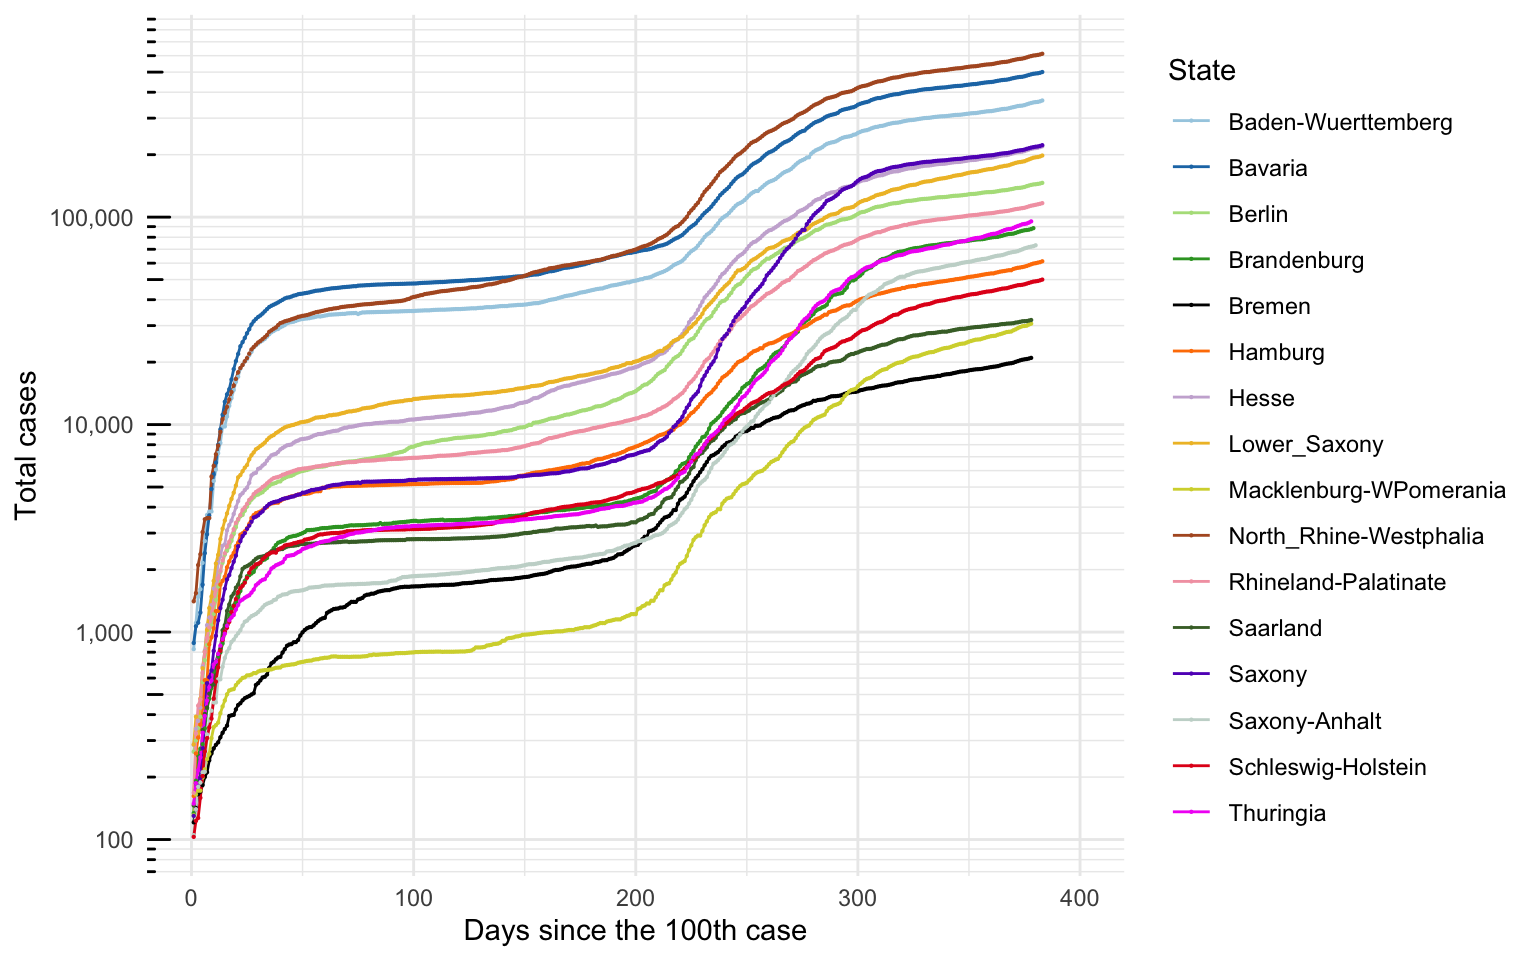 State
Baden-Wuerttemberg
Bavaria
Berlin
Brandenburg
Bremen
Hamburg
Hesse
Lower_Saxony
Macklenburg-WPomerania
North_Rhine-Westphalia
Rhineland-Palatinate
Saarland
Saxony
Saxony-Anhalt
Schleswig-Holstein
Thuringia
Total cases
100,000
10,000
1,000
100
0 100 200 300 400
Days since the 100th case